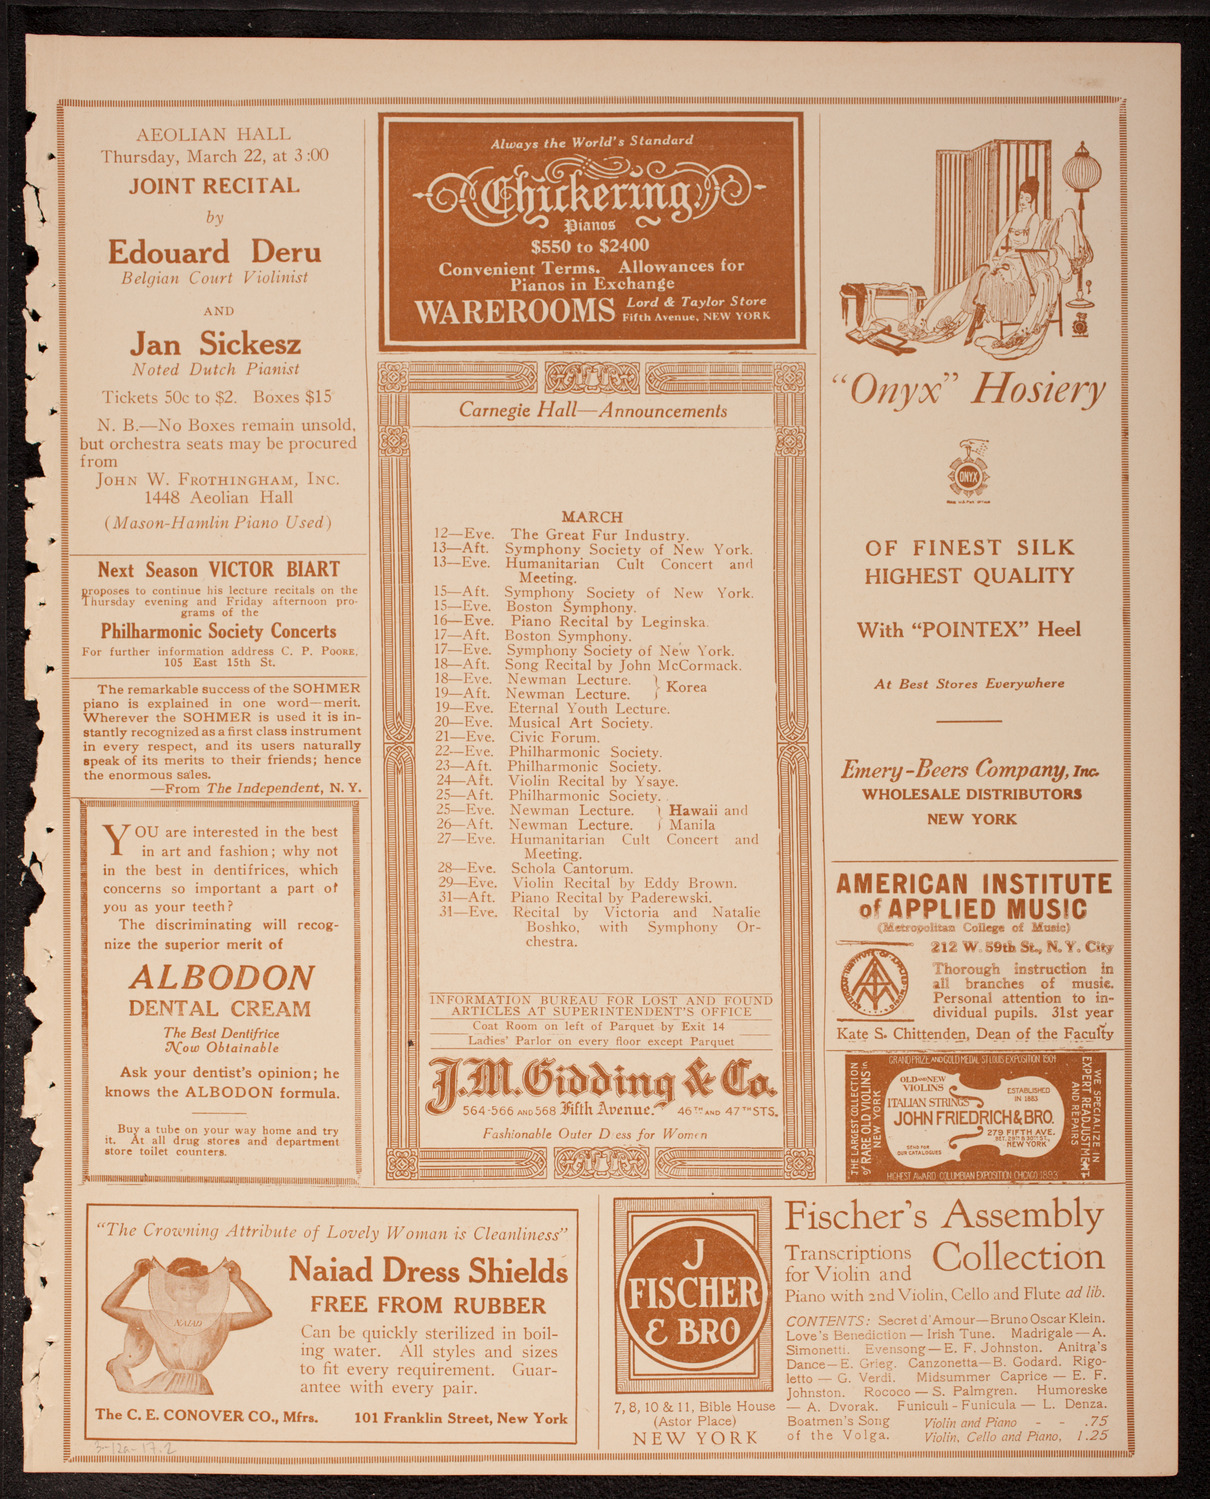 AEOLIAN HALL
Thursday, March 22, at 3:00
JOINT RECITAL
by
Edouard Deru
Belgian Court Violinist
AND
Jan Sickesz
Noted Dutch Pianist
Tickets 50c to $2. Boxes $15
N. B.—No Boxes remain unsold,
but orchestra seats may be procured
from
JOHN W. FROTHINGHAM, INC.
1448 Aeolian Hall
(Mason-Hamlin Piano Used)
Next Season VICTOR BIART
proposes to continue his lecture recitals on the
Thursday evening and Friday afternoon pro-
grams of the
Philharmonic Society Concerts
For further information address C. P. POORE,
105 East 15th St.
The remarkable success of the SOHMER
piano is explained in one word—merit.
Wherever the SOHMER is used it is in-
stantly recognized as a first class instrument
in every respect, and its users naturally
speak of its merits to their friends; hence
the enormous sales.
—From The Independent, N. Y.
YOU are interested in the best
in art and fashion; why not
in the best in dentifrices, which
concerns so important a part of
you as your teeth?
The discriminating will recog-
nize the superior merit of
ALBODON
DENTAL CREAM
The Best Dentifrice
Now Obtainable
Ask your dentist's opinion; he
knows the ALBODON formula.
Buy a tube on your way home and try
it. At all drug stores and department
store toilet counters.
Always the World's Standard
Chickering
Pianos
$550 to $2400
Convenient Terms. Allowances for
Pianos in Exchange
WAREROOMS Lord & Taylor Store
Fifth Avenue, NEW YORK
Carnegie Hall—Announcements
MARCH
12—Eve. The Great Fur Industry.
13—Aft. Symphony Society of New York.
13—Eve. Humanitarian Cult Concert and
Meeting.
15—Aft. Symphony Society of New York.
15—Eve. Boston Symphony.
16—Eve. Piano Recital by Leginska.
17—Aft. Boston Symphony.
17—Eve. Symphony Society of New York.
18—Aft. Song Recital by John McCormack.
18—Eve. Newman Lecture. } Korea
19—Aft. Newman Lecture.
19—Eve. Eternal Youth Lecture.
20—Eve. Musical Art Society.
21—Eve. Civic Forum.
22—Eve. Philharmonic Society.
23—Aft. Philharmonic Society.
24—Aft. Violin Recital by Ysaye.
25—Aft. Philharmonic Society.
25—Eve. Newman Lecture. } Hawaii and
26—Aft. Newman Lecture. } Manila
27—Eve. Humanitarian Cult Concert and
Meeting.
28—Eve. Schola Cantorum.
29—Eve. Violin Recital by Eddy Brown.
31—Aft. Piano Recital by Paderewski.
31—Eve. Recital by Victoria and Natalie
Boshko, with Symphony Or-
chestra.
INFORMATION BUREAU FOR LOST AND FOUND
ARTICLES AT SUPERINTENDENT'S OFFICE
Coat Room on left of Parquet by Exit 14
Ladies' Parlor on every floor except Parquet
J.M. Gidding & Co.
564-566 AND 568 Fifth Avenue. 46TH AND 47TH STS.
Fashionable Outer Dress for Women
"Onyx" Hosiery
ONYX
OF FINEST SILK
HIGHEST QUALITY
With "POINTEX" Heel
At Best Stores Everywhere
Emery-Beers Company, Inc.
WHOLESALE DISTRIBUTORS
NEW YORK
AMERICAN INSTITUTE
of APPLIED MUSIC
(Metropolitan College of Music)
212 W. 59th St., N. Y. City
Thorough instruction in
all branches of music.
Personal attention to in-
dividual pupils. 31st year
Kate S. Chittenden, Dean of the Faculty
GRAND PRIZE AND GOLD MEDAL ST LOUIS EXPOSITION 1904
THE LARGEST COLLECTION
of RARE OLD VIOLINS in
NEW YORK
OLD AND NEW
VIOLINS
ITALIAN STRINGS
ESTABLISHED
IN 1883
JOHN FRIEDRICH & BRO.
279 FIFTH AVE.
BET. 29TH & 30TH ST.,
NEW YORK
SEND FOR
OUR CATALOGUES
WE SPECIALIZE IN
EXPERT READJUSTMENT
AND REPAIRS
HIGHEST AWARD COLUMBIAN EXPOSITION CHICAGO 1893
"The Crowning Attribute of Lovely Woman is Cleanliness"
NAIAD
Naiad Dress Shields
FREE FROM RUBBER
Can be quickly sterilized in boil-
ing water. All styles and sizes
to fit every requirement. Guar-
antee with every pair.
The C. E. CONOVER CO., Mfrs. 101 Franklin Street, New York
3-12a-17.2
J
FISCHER
& BRO
7, 8, 10 & 11, Bible House
(Astor Place)
NEW YORK
Fischer's Assembly
Collection
Transcriptions
for Violin and
Piano with 2nd Violin, Cello and Flute ad lib.
CONTENTS: Secret d'Amour—Bruno Oscar Klein.
Love's Benediction — Irish Tune. Madrigale — A.
Simonetti. Evensong—E. F. Johnston. Anitra's
Dance—E. Grieg. Canzonetta—B. Godard. Rigo-
letto — G. Verdi. Midsummer Caprice — E. F.
Johnston. Rococo — S. Palmgren. Humoreske
— A. Dvorak. Funiculi-Funicula — L. Denza.
Boatmen's Song Violin and Piano - - .75
of the Volga. Violin, Cello and Piano, 1.25